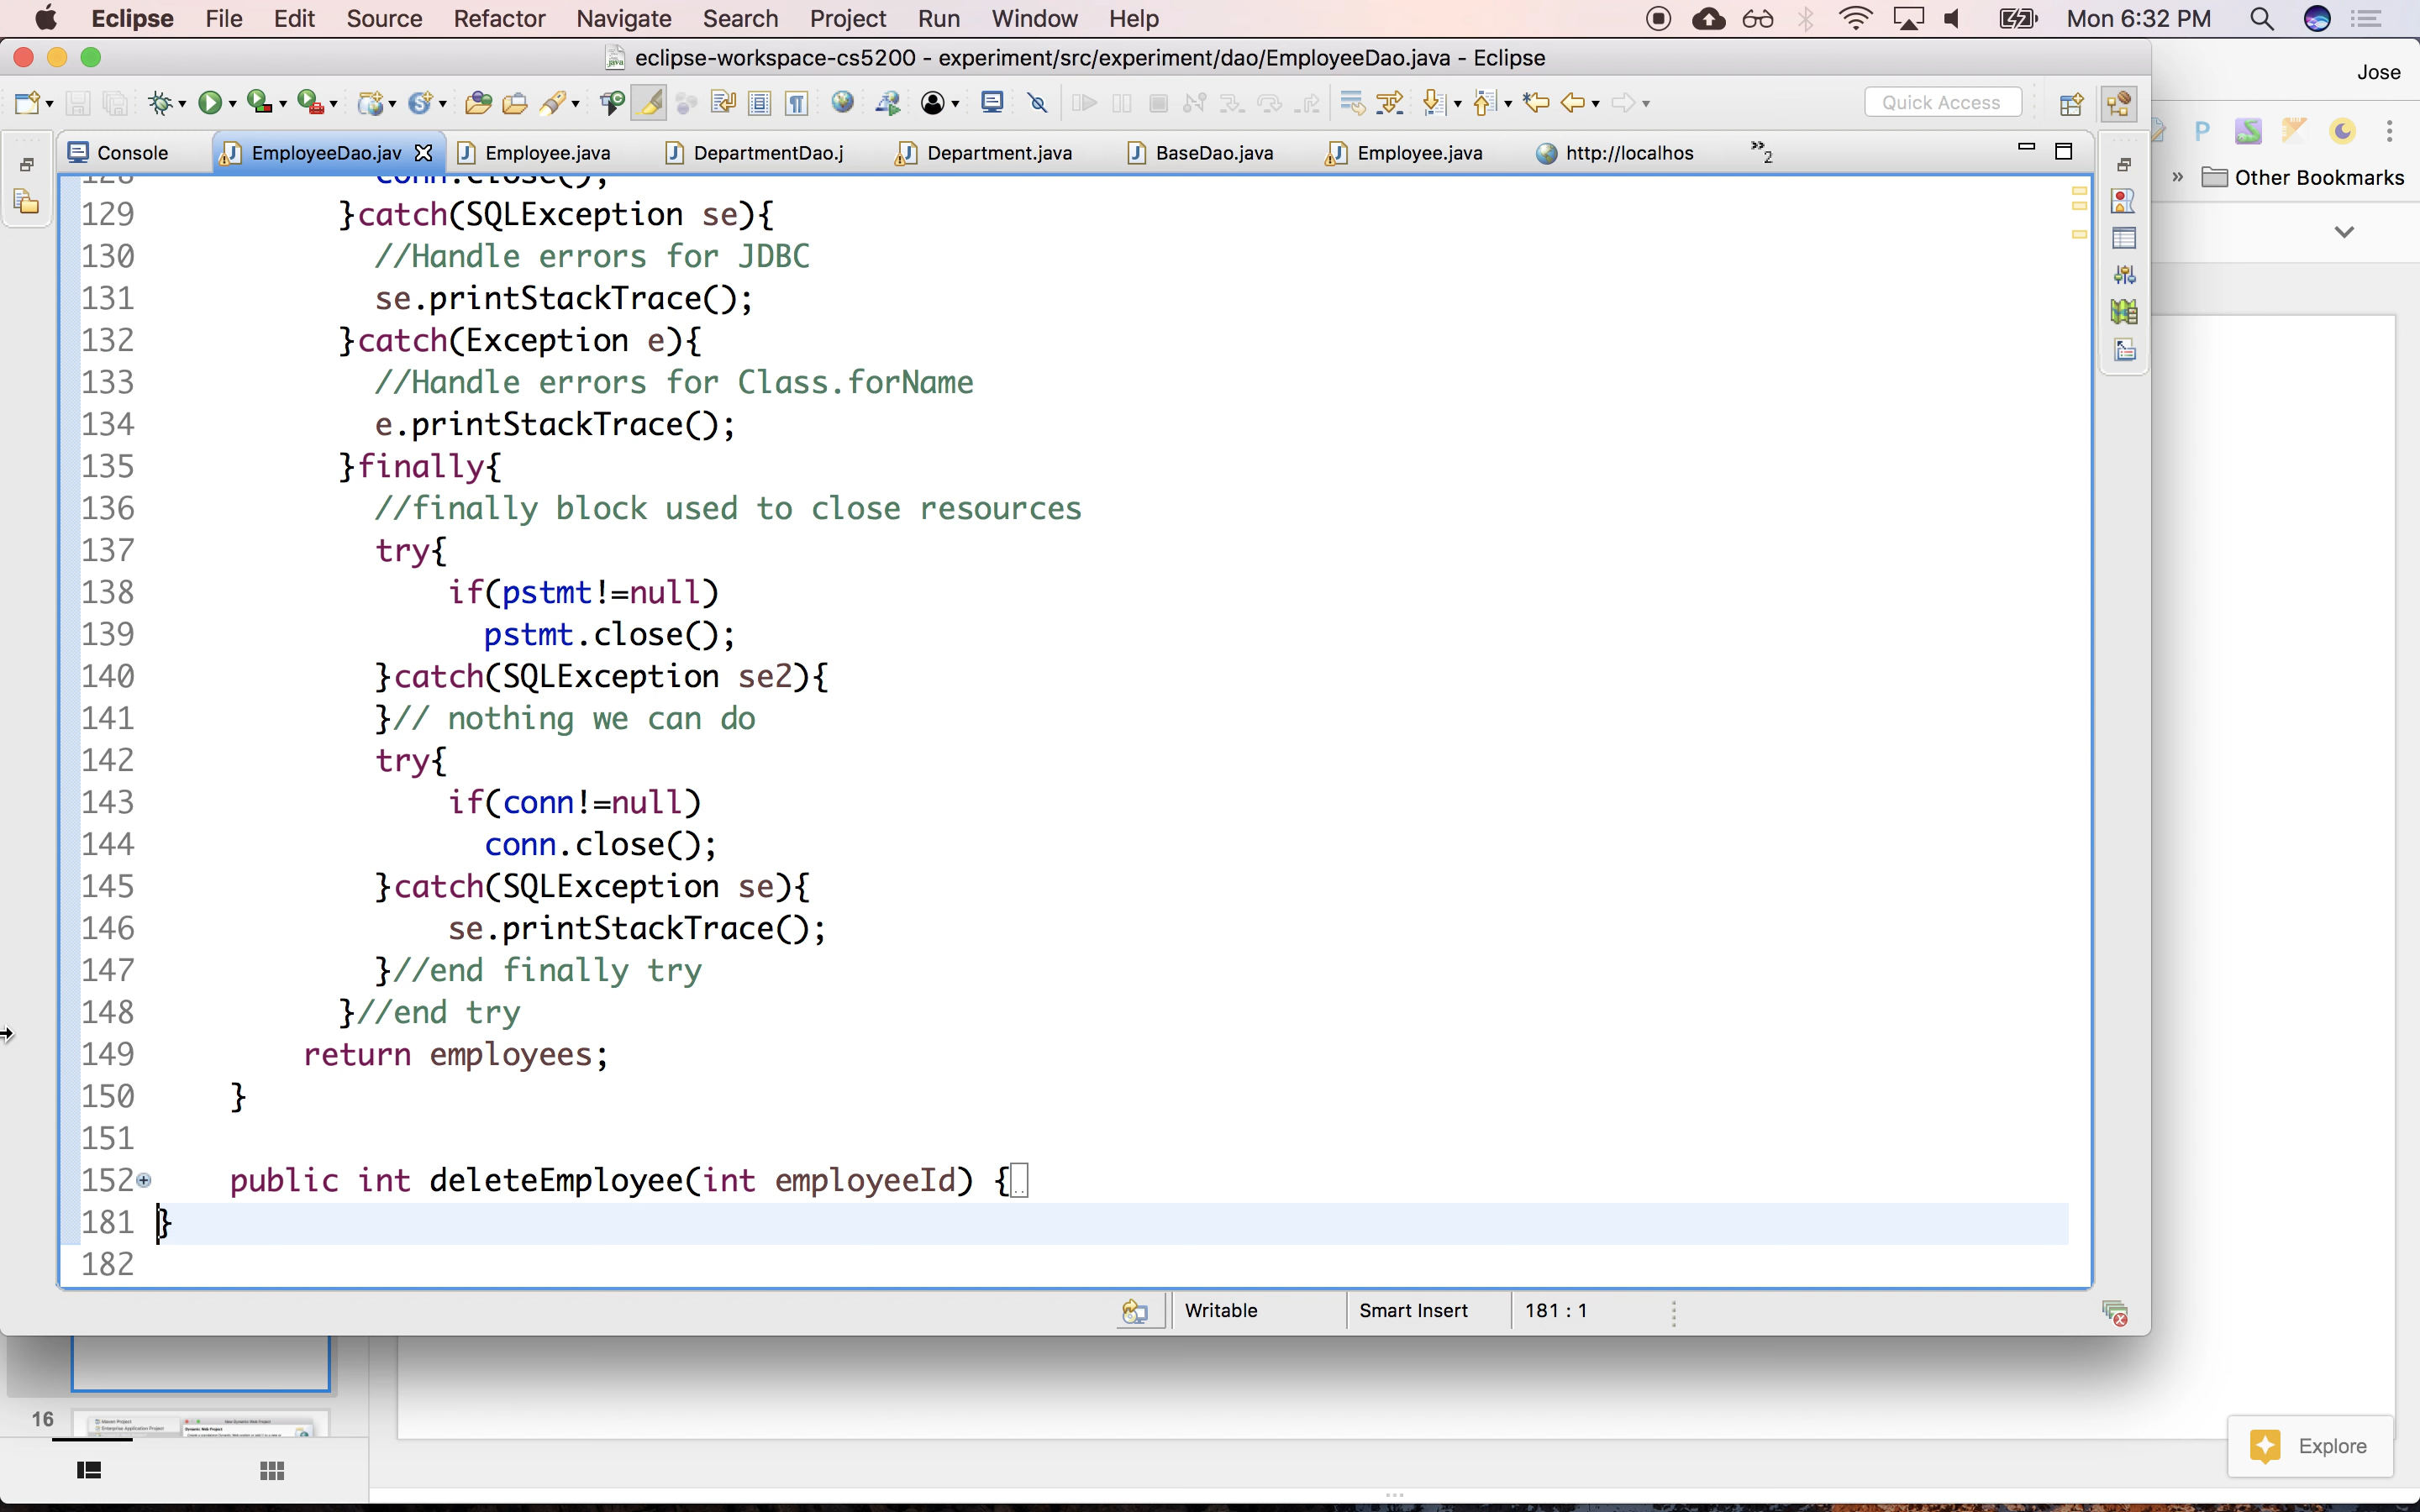 Eclipse File Edit Source Refactor Navigate Search Project Run Window Help Mon 6:32 PM
eclipse-workspace-cs5200 - experiment/src/experiment/dao/EmployeeDao.java - Eclipse
Jose
Quick Access
Console EmployeeDao.jav Employee.java DepartmentDao.j Department.java BaseDao.java Employee.java http://localhos »2
» Other Bookmarks
128 conn.close();
129 }catch(SQLException se){
130 //Handle errors for JDBC
131 se.printStackTrace();
132 }catch(Exception e){
133 //Handle errors for Class.forName
134 e.printStackTrace();
135 }finally{
136 //finally block used to close resources
137 try{
138 if(pstmt!=null)
139 pstmt.close();
140 }catch(SQLException se2){
141 }// nothing we can do
142 try{
143 if(conn!=null)
144 conn.close();
145 }catch(SQLException se){
146 se.printStackTrace();
147 }//end finally try
148 }//end try
149 return employees;
150 }
151
152 public int deleteEmployee(int employeeId) {
181 }
182
Writable Smart Insert 181 : 1
16
Explore